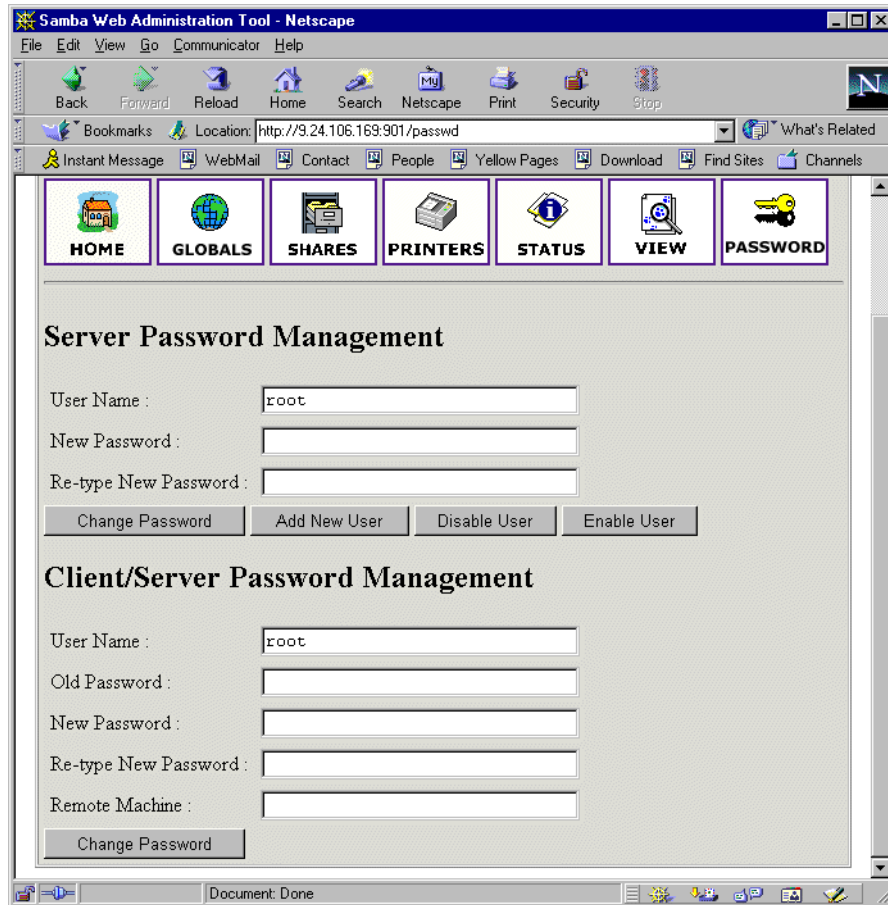 Samba Web Administration Tool - Netscape
File Edit View Go Communicator Help
Back Forward Reload Home Search Netscape Print Security Stop
My
N
Bookmarks Location: http://9.24.106.169:901/passwd What's Related
Instant Message WebMail Contact People Yellow Pages Download Find Sites Channels
HOME GLOBALS SHARES PRINTERS STATUS VIEW PASSWORD
Server Password Management
User Name : root
New Password :
Re-type New Password :
Change Password Add New User Disable User Enable User
Client/Server Password Management
User Name : root
Old Password :
New Password :
Re-type New Password :
Remote Machine :
Change Password
Document: Done